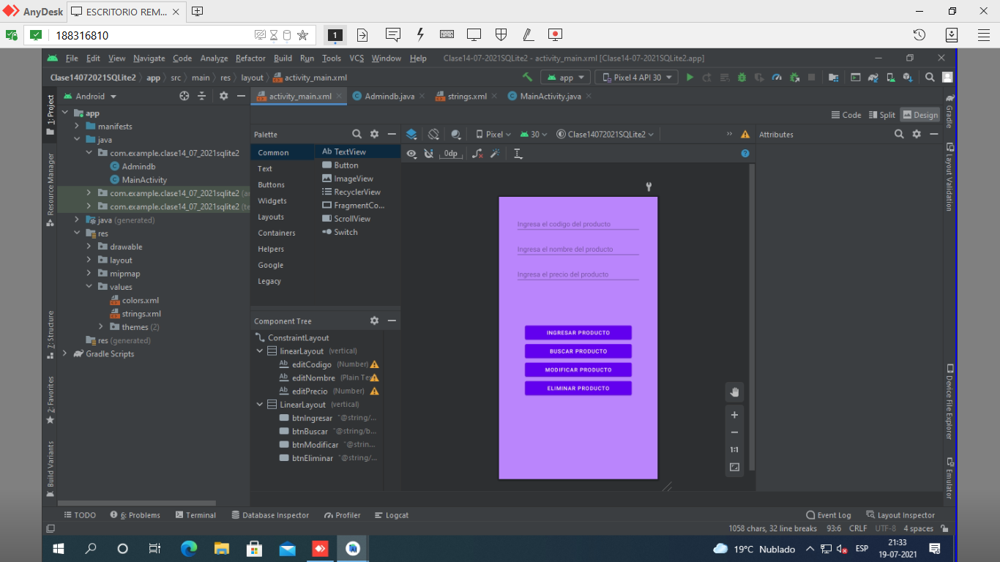 AnyDesk
ESCRITORIO REM...
188316810
1
File Edit View Navigate Code Analyze Refactor Build Run Tools VCS Window Help
Clase14-07-2021SQLite2 - activity_main.xml [Clase14-07-2021SQLite2.app]
Clase14072021SQLite2 app src main res layout activity_main.xml
app
Pixel 4 API 30
Android
activity_main.xml
Admindb.java
strings.xml
MainActivity.java
Code
Split
Design
1: Project
Resource Manager
Z: Structure
2: Favorites
Build Variants
app
manifests
java
com.example.clase14_07_2021sqlite2
Admindb
MainActivity
com.example.clase14_07_2021sqlite2 (ar
com.example.clase14_07_2021sqlite2 (te
java (generated)
res
drawable
layout
mipmap
values
colors.xml
strings.xml
themes (2)
res (generated)
Gradle Scripts
Palette
Common
Text
Buttons
Widgets
Layouts
Containers
Helpers
Google
Legacy
Ab TextView
Button
ImageView
RecyclerView
FragmentCo...
ScrollView
Switch
Pixel
30
Clase14072021SQLite2
Attributes
0dp
Component Tree
ConstraintLayout
linearLayout (vertical)
Ab editCodigo (Number)
Ab editNombre (Plain Tex
Ab editPrecio (Number)
LinearLayout (vertical)
btnIngresar "@string/...
btnBuscar "@string/b...
btnModificar "@strin...
btnEliminar "@string/...
Ingresa el codigo del producto
Ingresa el nombre del producto
Ingresa el precio del producto
INGRESAR PRODUCTO
BUSCAR PRODUCTO
MODIFICAR PRODUCTO
ELIMINAR PRODUCTO
1:1
Gradle
Layout Validation
Device File Explorer
Emulator
TODO
6: Problems
Terminal
Database Inspector
Profiler
Logcat
Event Log
Layout Inspector
1058 chars, 32 line breaks 93:6 CRLF UTF-8 4 spaces
19°C Nublado
ESP
21:33
19-07-2021